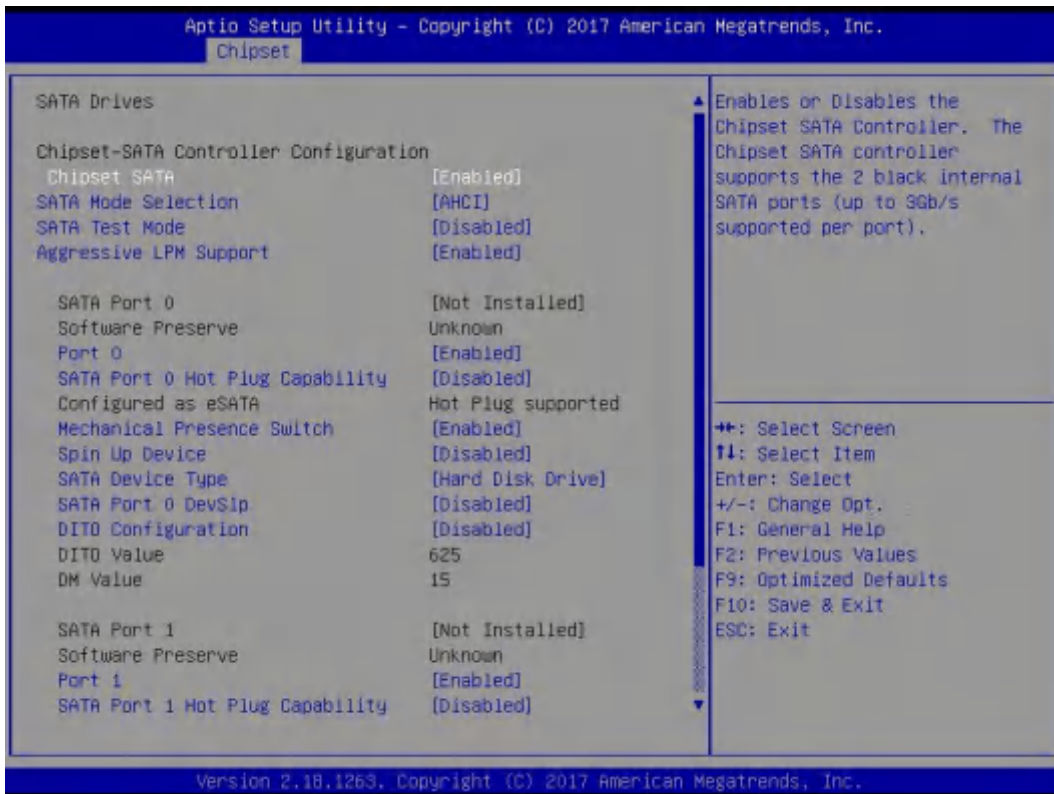 Aptio Setup Utility – Copyright (C) 2017 American Megatrends, Inc.
Chipset
SATA Drives
Chipset-SATA Controller Configuration
Chipset SATA [Enabled]
SATA Mode Selection [AHCI]
SATA Test Mode [Disabled]
Aggressive LPM Support [Enabled]
SATA Port 0 [Not Installed]
Software Preserve Unknown
Port 0 [Enabled]
SATA Port 0 Hot Plug Capability [Disabled]
Configured as eSATA Hot Plug supported
Mechanical Presence Switch [Enabled]
Spin Up Device [Disabled]
SATA Device Type [Hard Disk Drive]
SATA Port 0 DevSlp [Disabled]
DITO Configuration [Disabled]
DITO Value 625
DM Value 15
SATA Port 1 [Not Installed]
Software Preserve Unknown
Port 1 [Enabled]
SATA Port 1 Hot Plug Capability [Disabled]
Enables or Disables the
Chipset SATA Controller. The
Chipset SATA controller
supports the 2 black internal
SATA ports (up to 3Gb/s
supported per port).
→←: Select Screen
↑↓: Select Item
Enter: Select
+/-: Change Opt.
F1: General Help
F2: Previous Values
F9: Optimized Defaults
F10: Save & Exit
ESC: Exit
Version 2.18.1263. Copyright (C) 2017 American Megatrends, Inc.